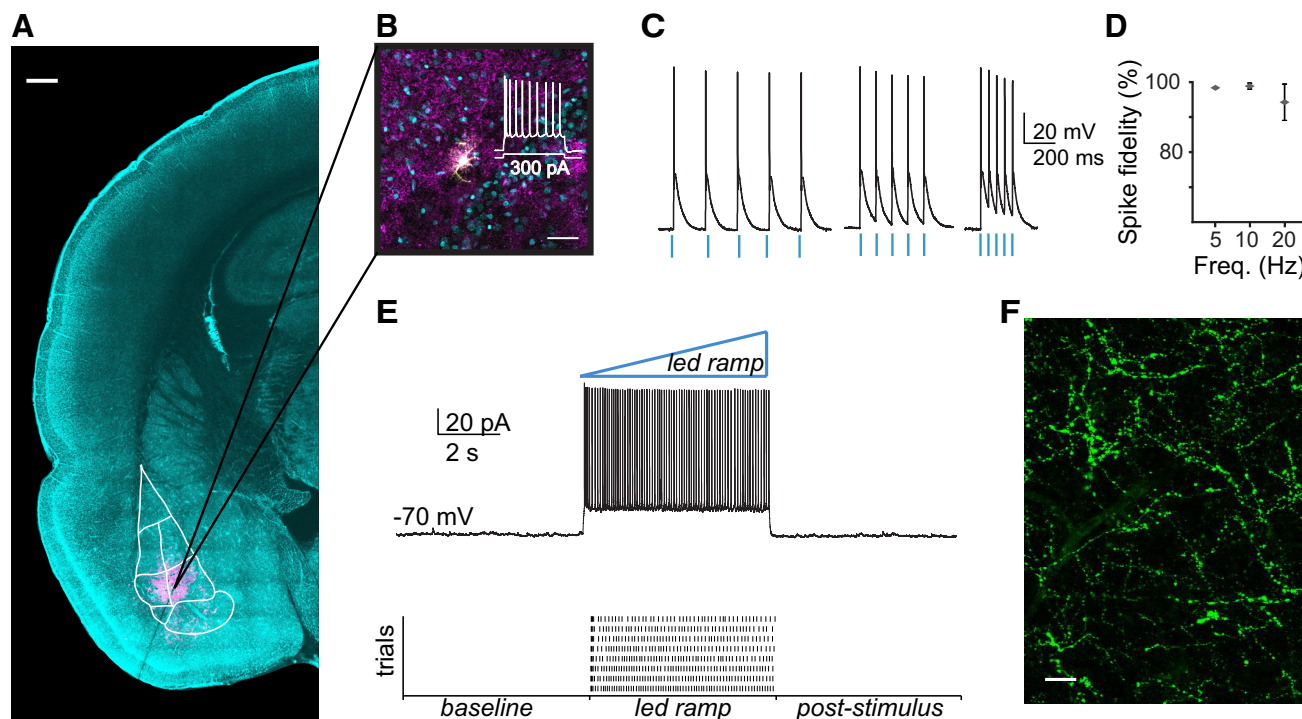 A
B
300 pA
C
20 mV
200 ms
D
Spike fidelity (%)
100
80
5 10 20
Freq. (Hz)
E
led ramp
20 pA
2 s
-70 mV
trials
baseline led ramp post-stimulus
F